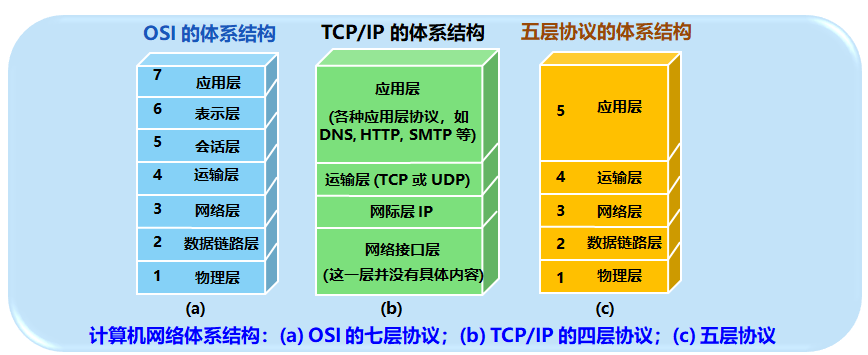 OSI 的体系结构
7 应用层
6 表示层
5 会话层
4 运输层
3 网络层
2 数据链路层
1 物理层
(a)
TCP/IP 的体系结构
应用层
(各种应用层协议，如
DNS, HTTP, SMTP 等)
运输层 (TCP 或 UDP)
网际层 IP
网络接口层
(这一层并没有具体内容)
(b)
五层协议的体系结构
5 应用层
4 运输层
3 网络层
2 数据链路层
1 物理层
(c)
计算机网络体系结构：(a) OSI 的七层协议；(b) TCP/IP 的四层协议；(c) 五层协议